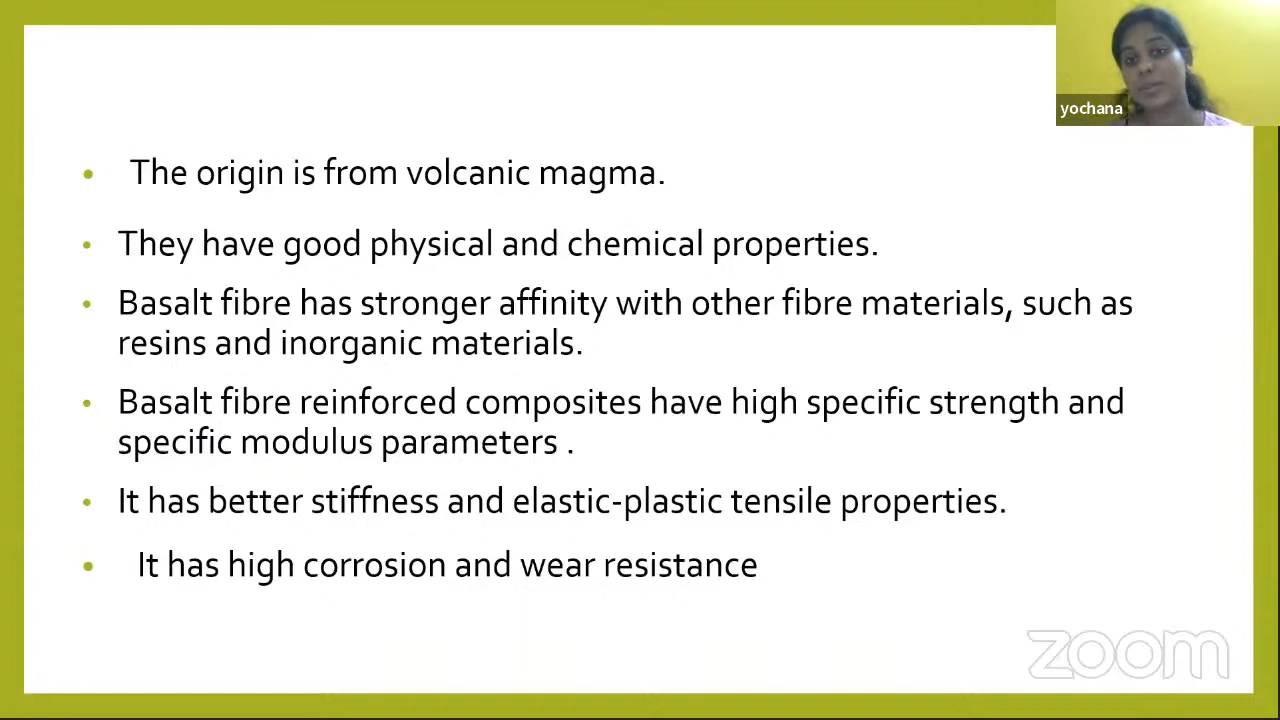 yochana
• The origin is from volcanic magma.
• They have good physical and chemical properties.
• Basalt fibre has stronger affinity with other fibre materials, such as
resins and inorganic materials.
• Basalt fibre reinforced composites have high specific strength and
specific modulus parameters .
• It has better stiffness and elastic-plastic tensile properties.
• It has high corrosion and wear resistance
zoom